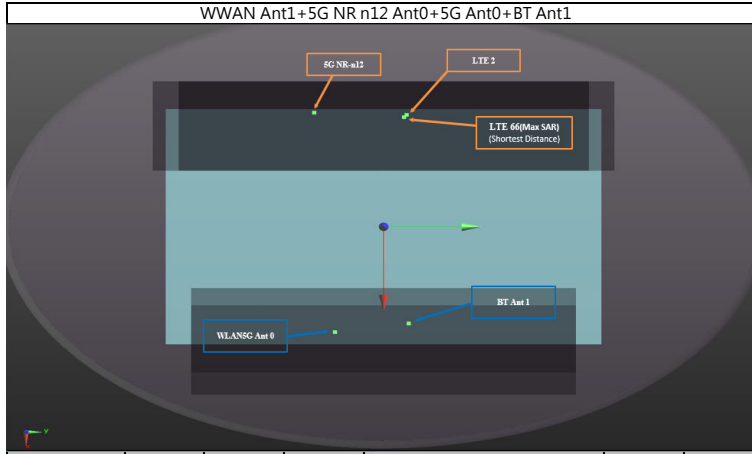 WWAN Ant1+5G NR n12 Ant0+5G Ant0+BT Ant1
5G NR-n12
LTE 2
LTE 66(Max SAR)
(Shortest Distance)
BT Ant 1
WLAN5G Ant 0
Y